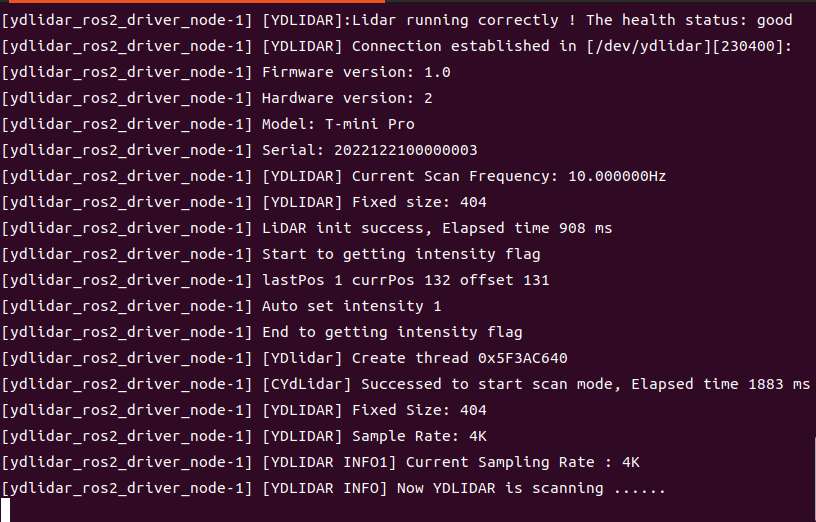 [ydlidar_ros2_driver_node-1] [YDLIDAR]:Lidar running correctly ! The health status: good
[ydlidar_ros2_driver_node-1] [YDLIDAR] Connection established in [/dev/ydlidar][230400]:
[ydlidar_ros2_driver_node-1] Firmware version: 1.0
[ydlidar_ros2_driver_node-1] Hardware version: 2
[ydlidar_ros2_driver_node-1] Model: T-mini Pro
[ydlidar_ros2_driver_node-1] Serial: 2022122100000003
[ydlidar_ros2_driver_node-1] [YDLIDAR] Current Scan Frequency: 10.000000Hz
[ydlidar_ros2_driver_node-1] [YDLIDAR] Fixed size: 404
[ydlidar_ros2_driver_node-1] LiDAR init success, Elapsed time 908 ms
[ydlidar_ros2_driver_node-1] Start to getting intensity flag
[ydlidar_ros2_driver_node-1] lastPos 1 currPos 132 offset 131
[ydlidar_ros2_driver_node-1] Auto set intensity 1
[ydlidar_ros2_driver_node-1] End to getting intensity flag
[ydlidar_ros2_driver_node-1] [YDlidar] Create thread 0x5F3AC640
[ydlidar_ros2_driver_node-1] [CYdLidar] Successed to start scan mode, Elapsed time 1883 ms
[ydlidar_ros2_driver_node-1] [YDLIDAR] Fixed Size: 404
[ydlidar_ros2_driver_node-1] [YDLIDAR] Sample Rate: 4K
[ydlidar_ros2_driver_node-1] [YDLIDAR INFO1] Current Sampling Rate : 4K
[ydlidar_ros2_driver_node-1] [YDLIDAR INFO] Now YDLIDAR is scanning ......